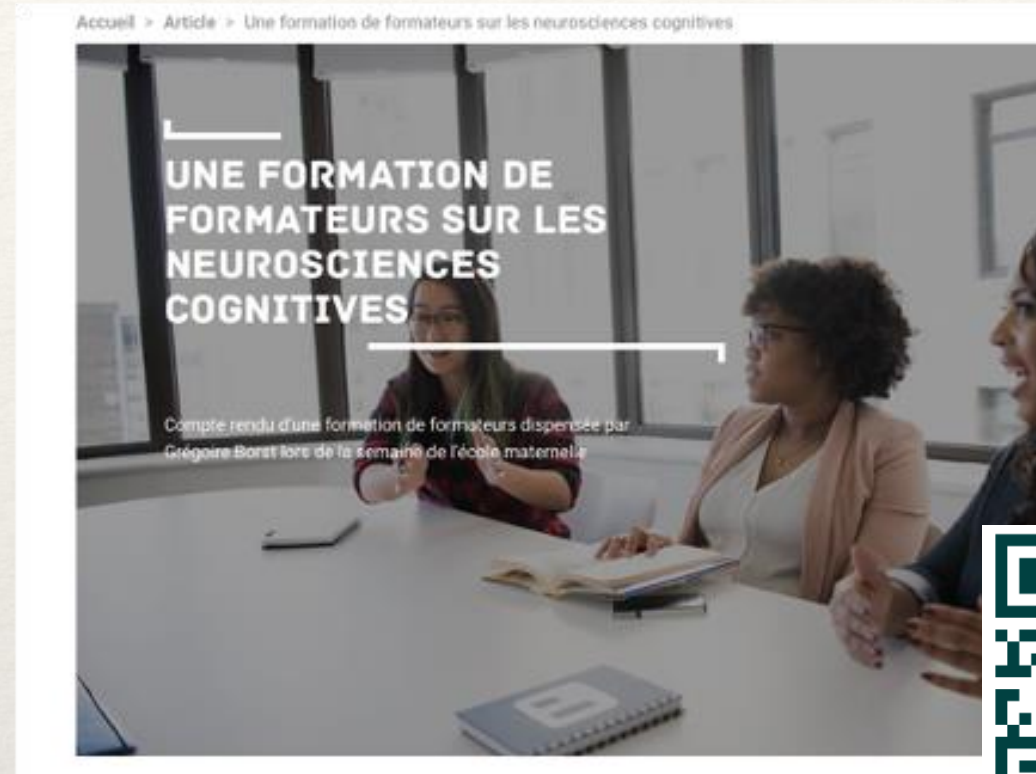 Accueil > Article > Une formation de formateurs sur les neurosciences cognitives
UNE FORMATION DE
FORMATEURS SUR LES
NEUROSCIENCES
COGNITIVES
Compte rendu d'une formation de formateurs dispensée par
Grégoire Borst lors de la semaine de l'école maternelle